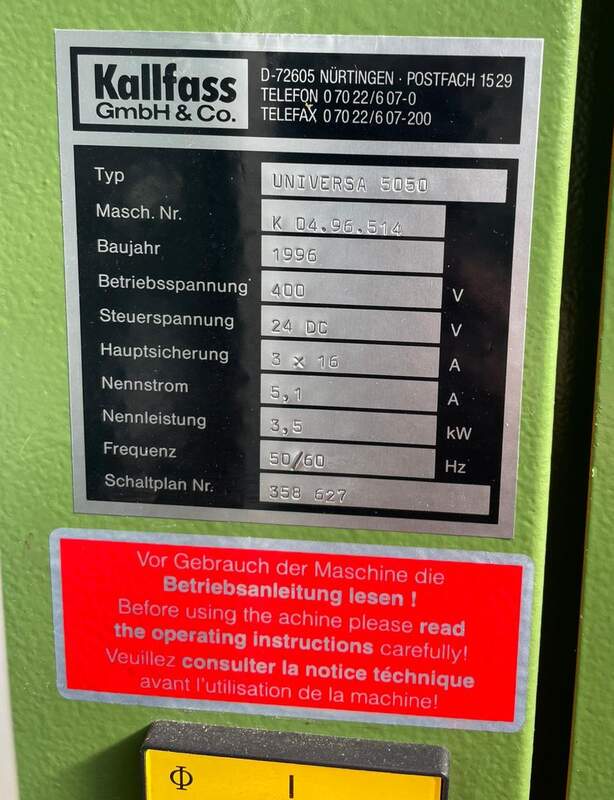 Kallfass
GmbH & Co.
D-72605 NÜRTINGEN · POSTFACH 1529
TELEFON 0 70 22/6 07-0
TELEFAX 0 70 22/6 07-200
Typ UNIVERSA 5050
Masch. Nr. K 04.96.514
Baujahr 1996
Betriebsspannung 400 V
Steuerspannung 24 DC V
Hauptsicherung 3 x 16 A
Nennstrom 5,1 A
Nennleistung 3,5 kW
Frequenz 50/60 Hz
Schaltplan Nr. 358 627
Vor Gebrauch der Maschine die
Betriebsanleitung lesen !
Before using the achine please read
the operating instructions carefully!
Veuillez consulter la notice téchnique
avant l'utilisation de la machine!
Φ I